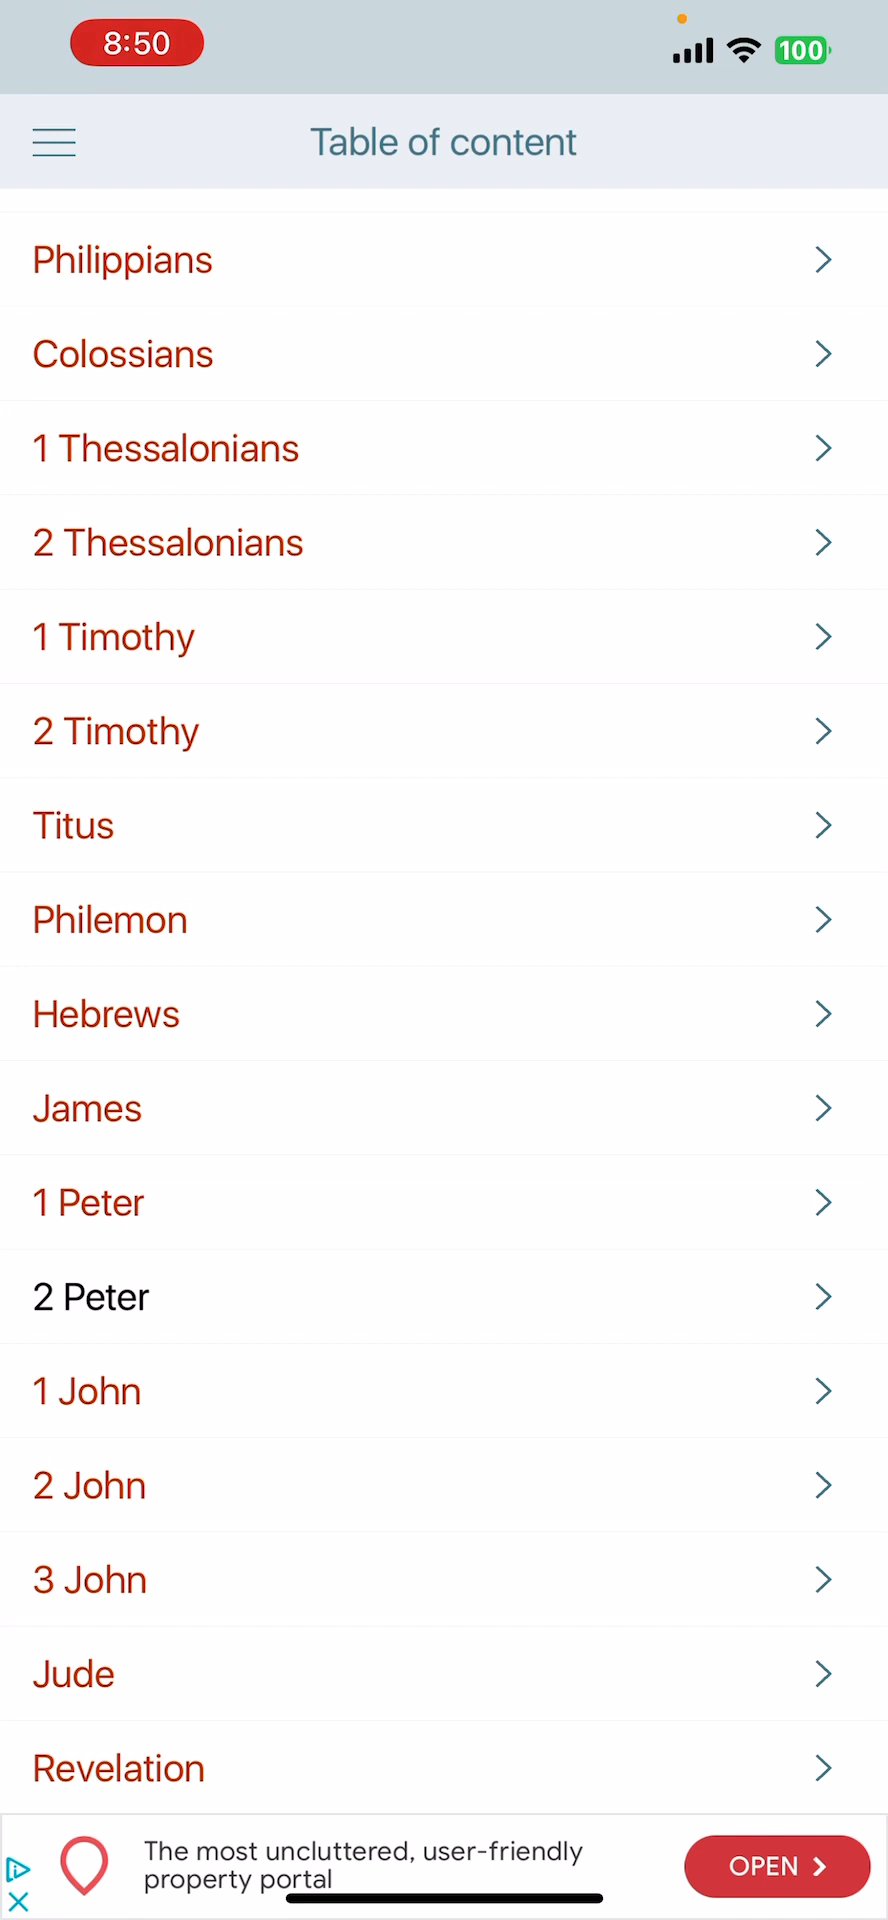 8:50
100
Table of content
Philippians
Colossians
1 Thessalonians
2 Thessalonians
1 Timothy
2 Timothy
Titus
Philemon
Hebrews
James
1 Peter
2 Peter
1 John
2 John
3 John
Jude
Revelation
The most uncluttered, user-friendly
property portal
OPEN